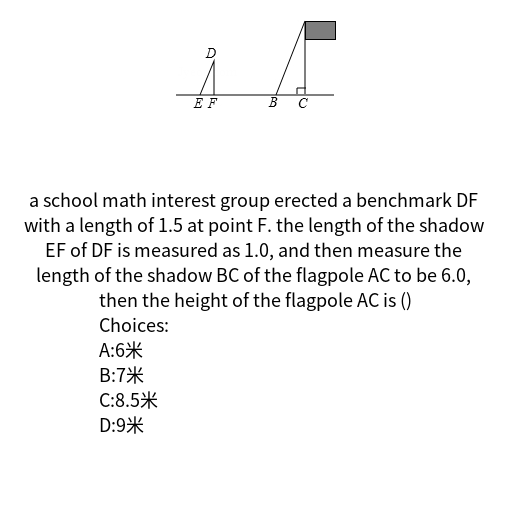 D
E F B C
a school math interest group erected a benchmark DF
with a length of 1.5 at point F. the length of the shadow
EF of DF is measured as 1.0, and then measure the
length of the shadow BC of the flagpole AC to be 6.0,
then the height of the flagpole AC is ()
Choices:
A:6米
B:7米
C:8.5米
D:9米